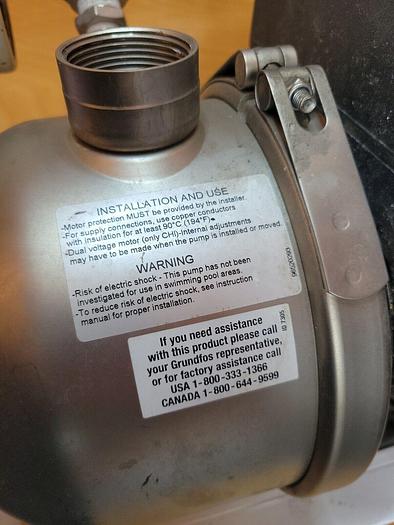 INSTALLATION AND USE
-Motor protection MUST be provided by the installer.
-For supply connections, use copper conductors
with insulation for at least 90°C (194°F).
-Dual voltage motor (only CHI)-Internal adjustments
may have to be made when the pump is installed or moved.
WARNING
-Risk of electric shock - This pump has not been
investigated for use in swimming pool areas.
-To reduce risk of electric shock, see instruction
manual for proper installation.
If you need assistance
with this product please call
your Grundfos representative,
or for factory assistance call
USA 1-800-333-1366
CANADA 1-800-644-9599
ID 7305